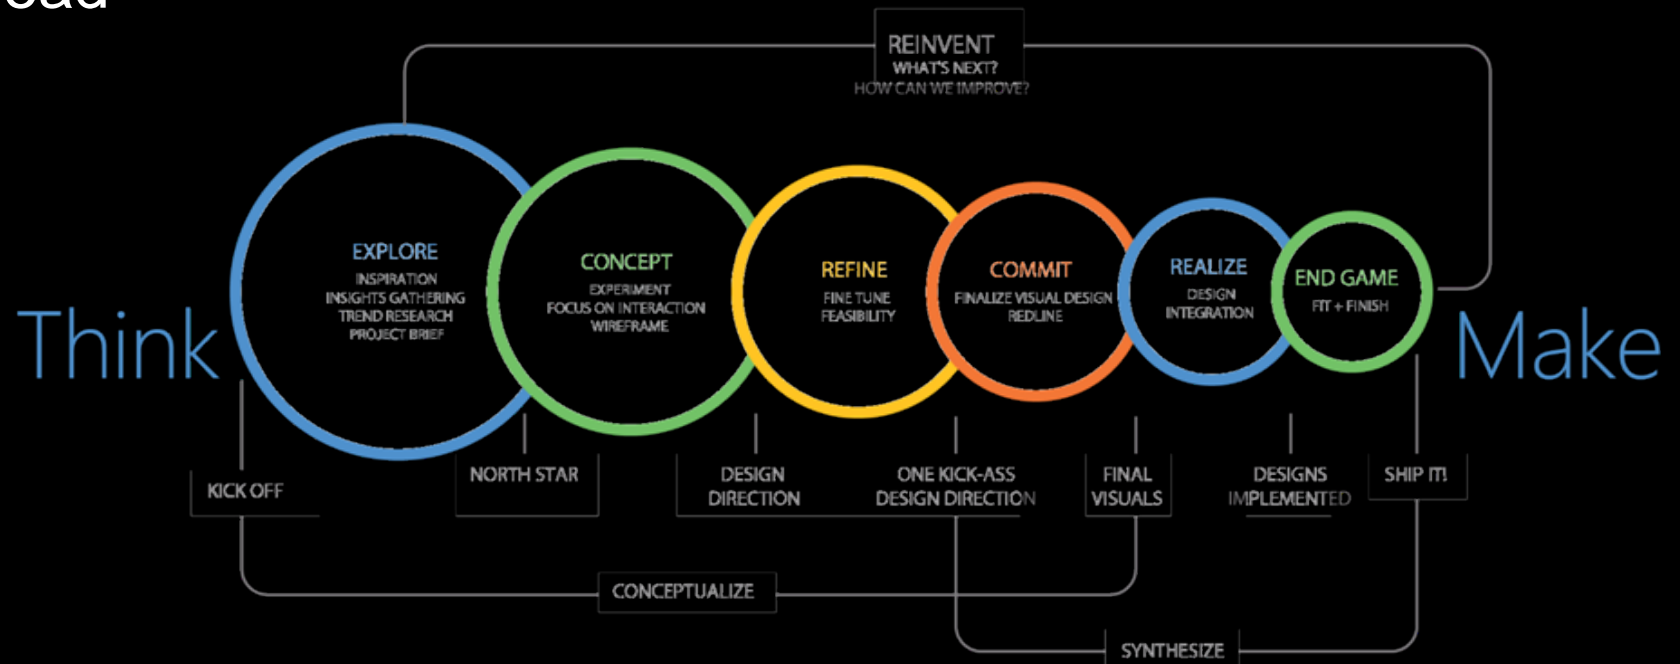 REINVENT
WHAT'S NEXT?
HOW CAN WE IMPROVE?
Think
EXPLORE
INSPIRATION
INSIGHTS GATHERING
TREND RESEARCH
PROJECT BRIEF
CONCEPT
EXPERIMENT
FOCUS ON INTERACTION
WIREFRAME
REFINE
FINE TUNE
FEASIBILITY
COMMIT
FINALIZE VISUAL DESIGN
REDLINE
REALIZE
DESIGN
INTEGRATION
END GAME
FIT + FINISH
Make
KICK OFF
NORTH STAR
DESIGN
DIRECTION
ONE KICK-ASS
DESIGN DIRECTION
FINAL
VISUALS
DESIGNS
IMPLEMENTED
SHIP IT!
CONCEPTUALIZE
SYNTHESIZE